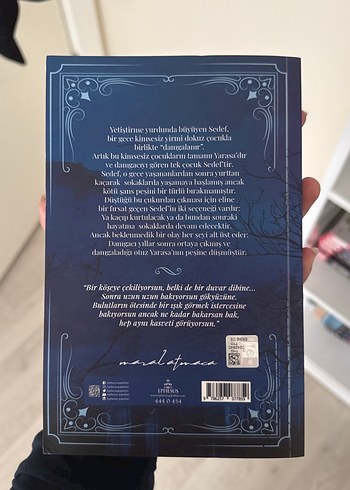 Yetiştirme yurdunda büyüyen Sedef,
bir gece kimsesiz yirmi dokuz çocukla
birlikte “damgalanır”.
Artık bu kimsesiz çocukların tamamı Yarasa’dır
ve damgacıyı gören tek çocuk Sedef’tir.
Sedef, o gece yaşananlardan sonra yurttan
kaçarak sokaklarda yaşamaya başlamış ancak
kötü şans peşini bir türlü bırakmamıştır.
Düştüğü bu çukurdan çıkması için eline
bir fırsat geçen Sedef’in iki seçeneği vardır:
Ya kaçıp kurtulacak ya da bundan sonraki
hayatına sokaklarda devam edecektir.
Ancak beklenmedik bir olay her şeyi alt üst eder:
Damgacı yıllar sonra ortaya çıkmış ve
damgaladığı otuz Yarasa’nın peşine düşmüştür.
“Bir köşeye çekiliyorsun, belki de bir duvar dibine...
Sonra uzun uzun bakıyorsun gökyüzüne.
Bulutların ötesinde bir ışık görmek istercesine
bakıyorsun ancak ne kadar bakarsan bak,
hep aynı kasveti görüyorsun.”
maral atmaca
EPHESUS
444 0 454